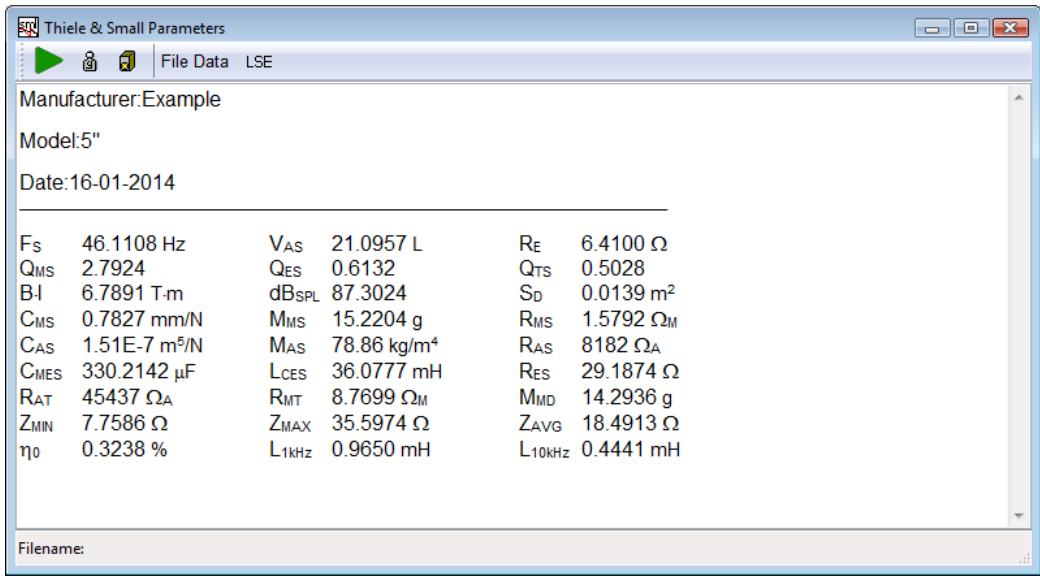 Thiele & Small Parameters
File Data LSE
Manufacturer:Example
Model:5"
Date:16-01-2014
FS 46.1108 Hz VAS 21.0957 L RE 6.4100 Ω
QMS 2.7924 QES 0.6132 QTS 0.5028
B·l 6.7891 T·m dBSPL 87.3024 SD 0.0139 m²
CMS 0.7827 mm/N MMS 15.2204 g RMS 1.5792 ΩM
CAS 1.51E-7 m⁵/N MAS 78.86 kg/m⁴ RAS 8182 ΩA
CMES 330.2142 µF LCES 36.0777 mH RES 29.1874 Ω
RAT 45437 ΩA RMT 8.7699 ΩM MMD 14.2936 g
ZMIN 7.7586 Ω ZMAX 35.5974 Ω ZAVG 18.4913 Ω
η0 0.3238 % L1kHz 0.9650 mH L10kHz 0.4441 mH
Filename: